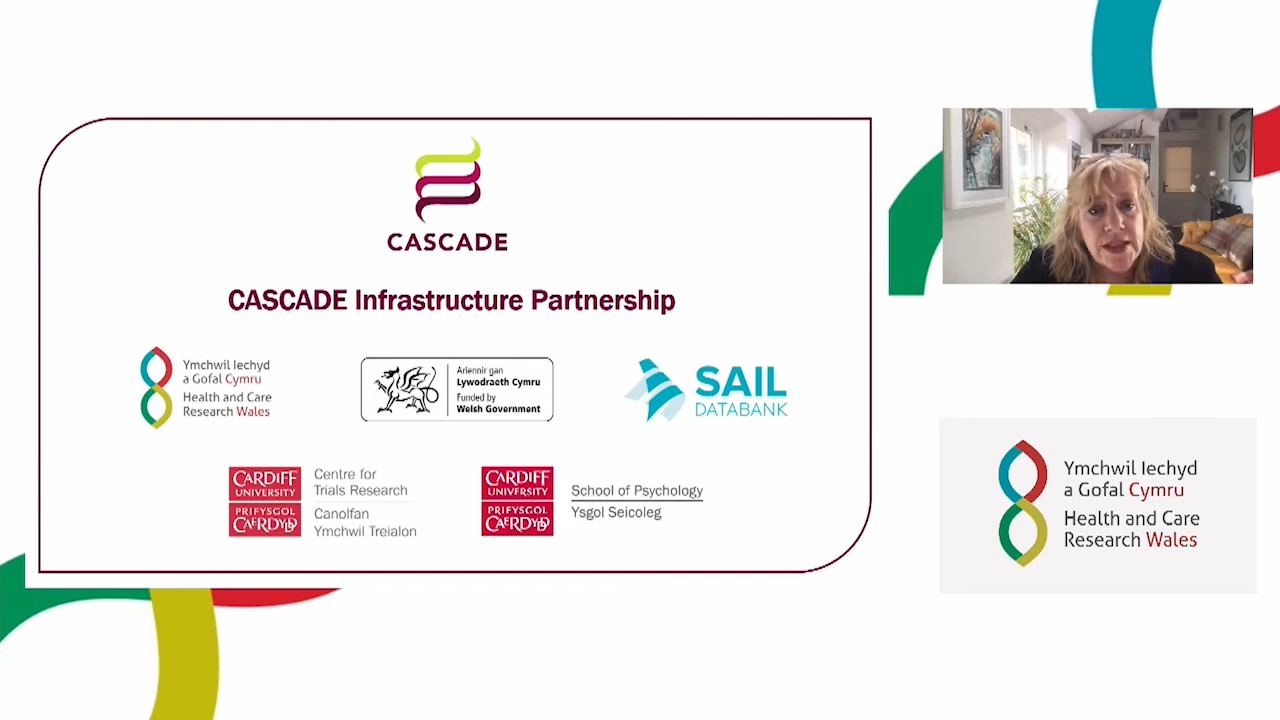 CASCADE
CASCADE Infrastructure Partnership
Ymchwil Iechyd
a Gofal Cymru
Health and Care
Research Wales
Ariennir gan
Lywodraeth Cymru
Funded by
Welsh Government
SAIL
DATABANK
CARDIFF
UNIVERSITY
PRIFYSGOL
CAERDYDD
Centre for
Trials Research
Canolfan
Ymchwil Treialon
CARDIFF
UNIVERSITY
PRIFYSGOL
CAERDYDD
School of Psychology
Ysgol Seicoleg
Ymchwil Iechyd
a Gofal Cymru
Health and Care
Research Wales